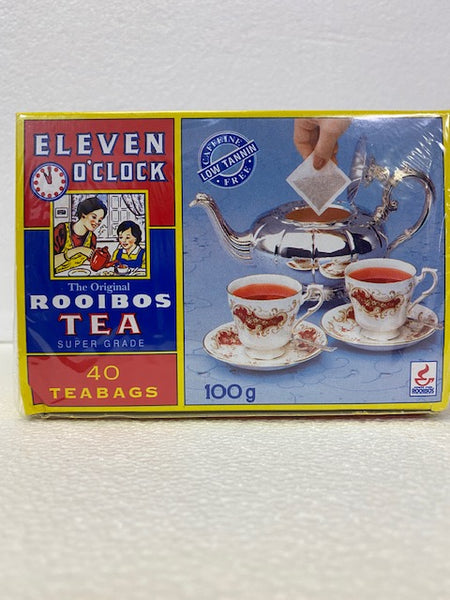 ELEVEN
O'CLOCK
The Original
ROOIBOS
TEA
SUPER GRADE
40
TEABAGS
CAFFEINE
LOW TANNIN
FREE
100g
ROOIBOS